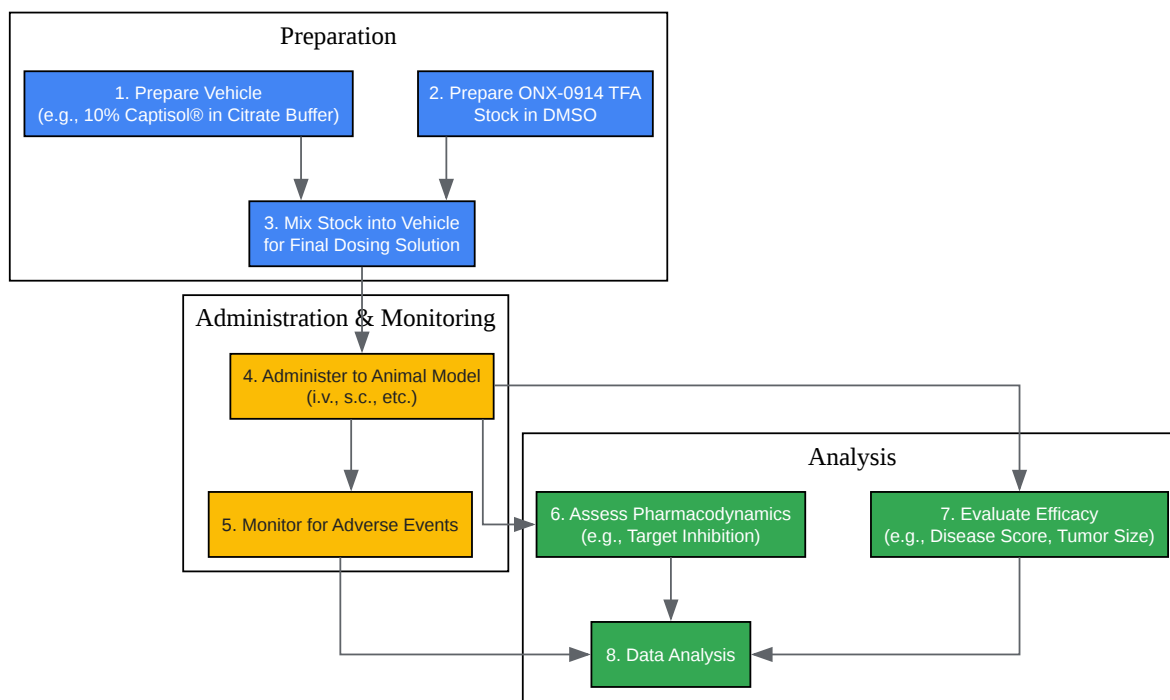 Preparation
1. Prepare Vehicle
(e.g., 10% Captisol® in Citrate Buffer)
2. Prepare ONX-0914 TFA
Stock in DMSO
3. Mix Stock into Vehicle
for Final Dosing Solution
Administration & Monitoring
4. Administer to Animal Model
(i.v., s.c., etc.)
5. Monitor for Adverse Events
Analysis
6. Assess Pharmacodynamics
(e.g., Target Inhibition)
7. Evaluate Efficacy
(e.g., Disease Score, Tumor Size)
8. Data Analysis